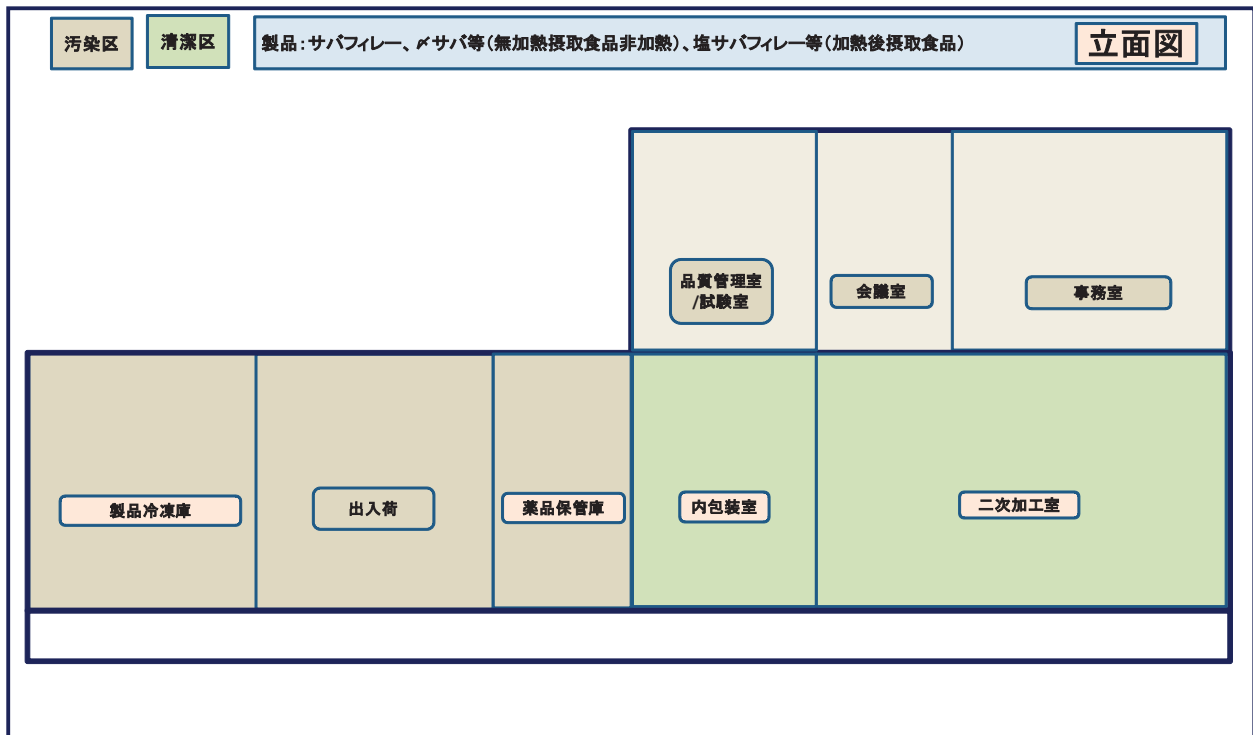 汚染区
清潔区
製品：サバフィレー、〆サバ等（無加熱摂取食品非加熱）、塩サバフィレー等（加熱後摂取食品）
立面図
品質管理室
/試験室
会議室
事務室
製品冷凍庫
出入荷
薬品保管庫
内包装室
二次加工室